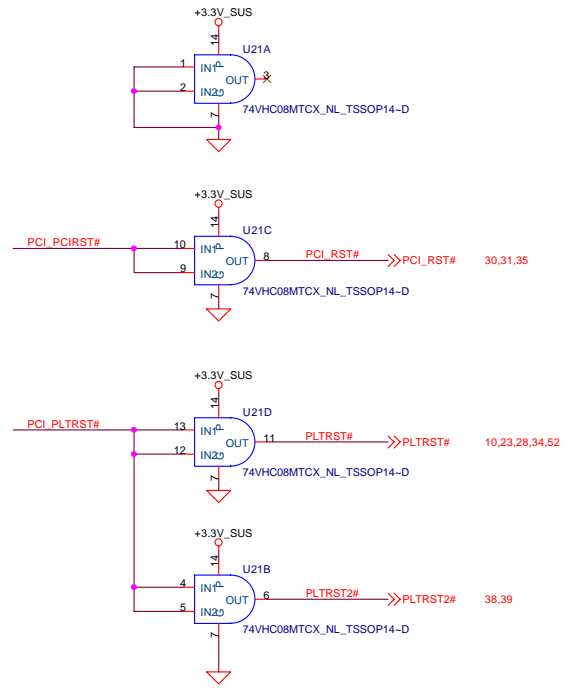 +3.3V_SUS
14
U21A
1
IN1
P
OUT
3
2
IN2
G
7
74VHC08MTCX_NL_TSSOP14~D
+3.3V_SUS
14
U21C
PCI_PCIRST#
10
IN1
P
OUT
8
PCI_RST#
PCI_RST#
30,31,35
9
IN2
G
7
74VHC08MTCX_NL_TSSOP14~D
+3.3V_SUS
14
U21D
PCI_PLTRST#
13
IN1
P
OUT
11
PLTRST#
PLTRST#
10,23,28,34,52
12
IN2
G
7
74VHC08MTCX_NL_TSSOP14~D
+3.3V_SUS
14
U21B
4
IN1
P
OUT
6
PLTRST2#
PLTRST2#
38,39
5
IN2
G
7
74VHC08MTCX_NL_TSSOP14~D